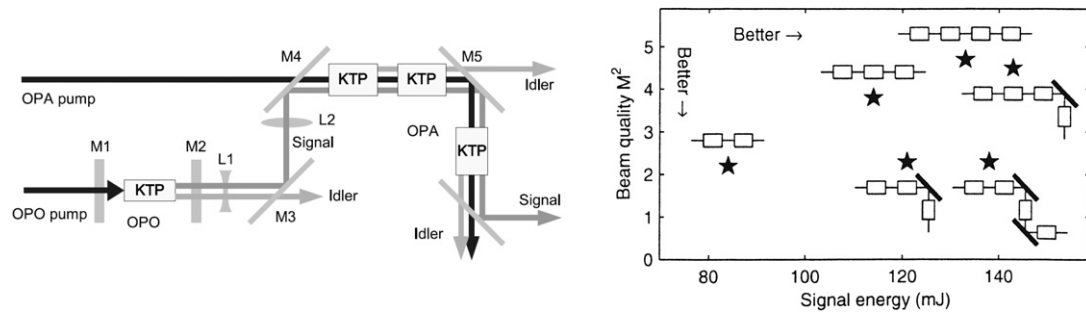 M4
M5
KTP
KTP
Idler
OPA pump
L2
OPA
M1
M2
L1
Signal
KTP
KTP
Idler
Signal
OPO pump
OPO
M3
Idler
Better →
Better →
Beam quality M²
5
4
3
2
1
0
80
100
120
140
Signal energy (mJ)